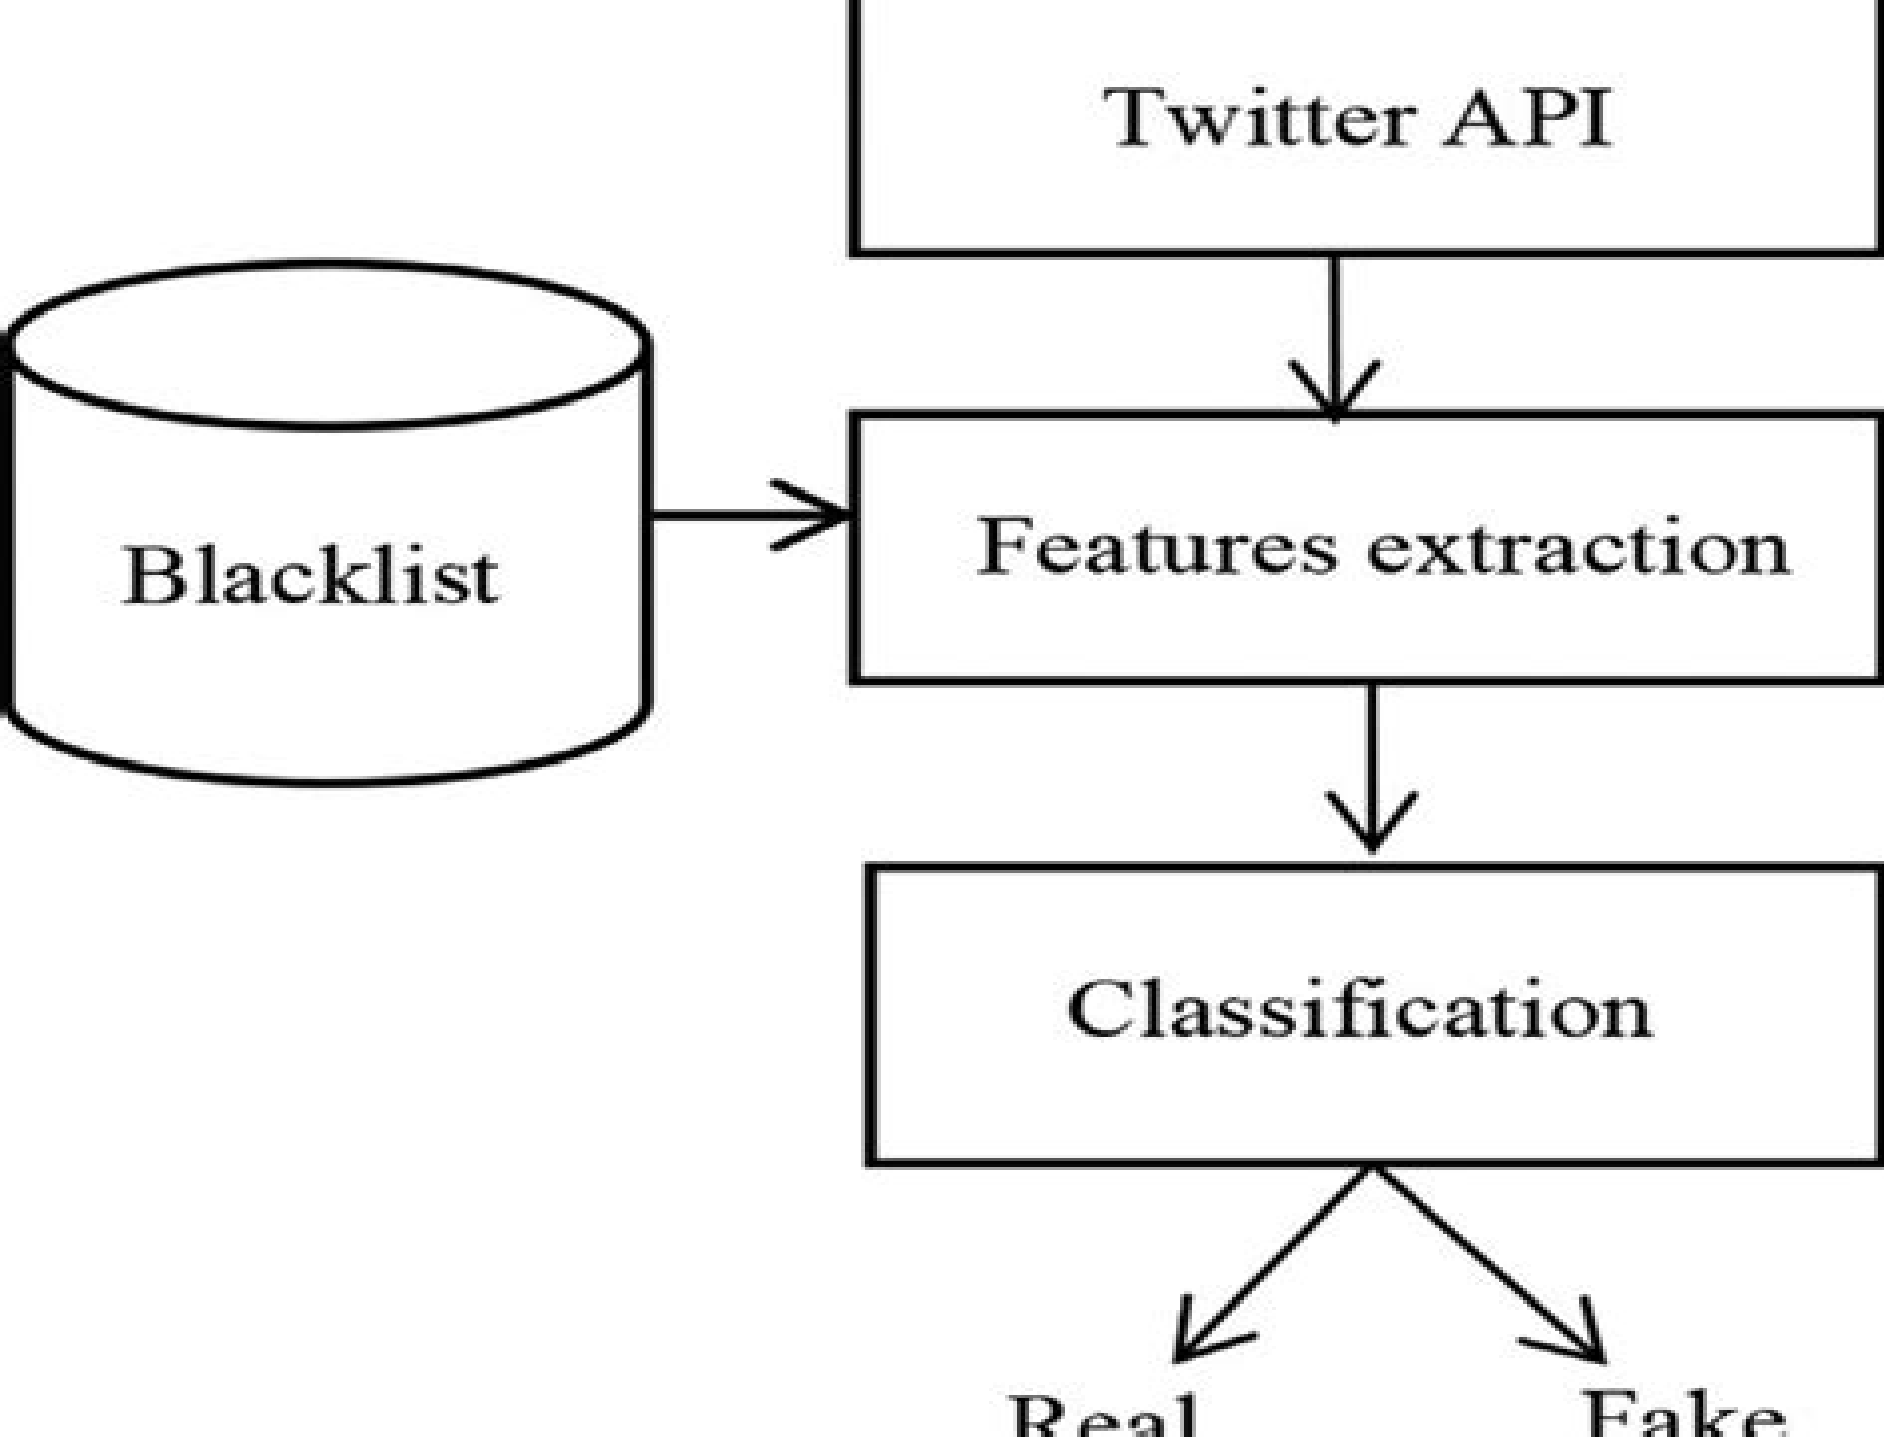 Twitter API
Blacklist
Features extraction
Classification
Real
Fake